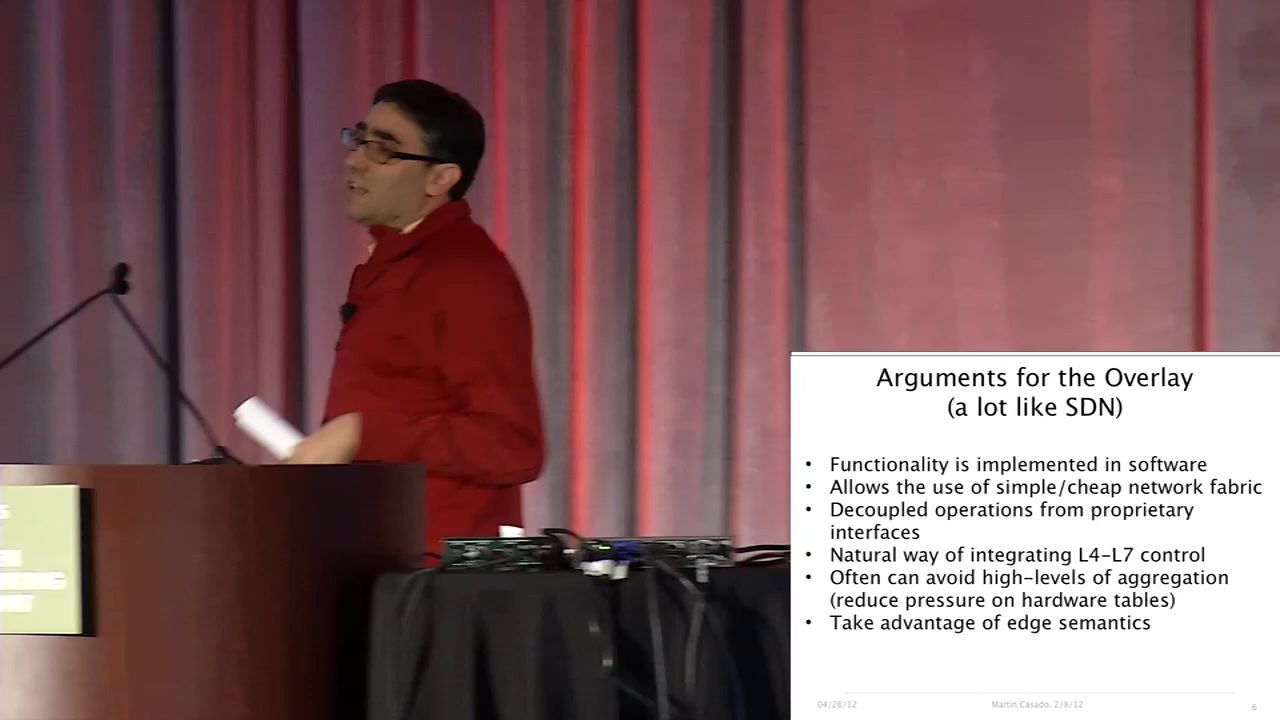 Arguments for the Overlay
(a lot like SDN)
• Functionality is implemented in software
• Allows the use of simple/cheap network fabric
• Decoupled operations from proprietary
interfaces
• Natural way of integrating L4-L7 control
• Often can avoid high-levels of aggregation
(reduce pressure on hardware tables)
• Take advantage of edge semantics
04/26/12
Martin Casado, 2/8/12
6